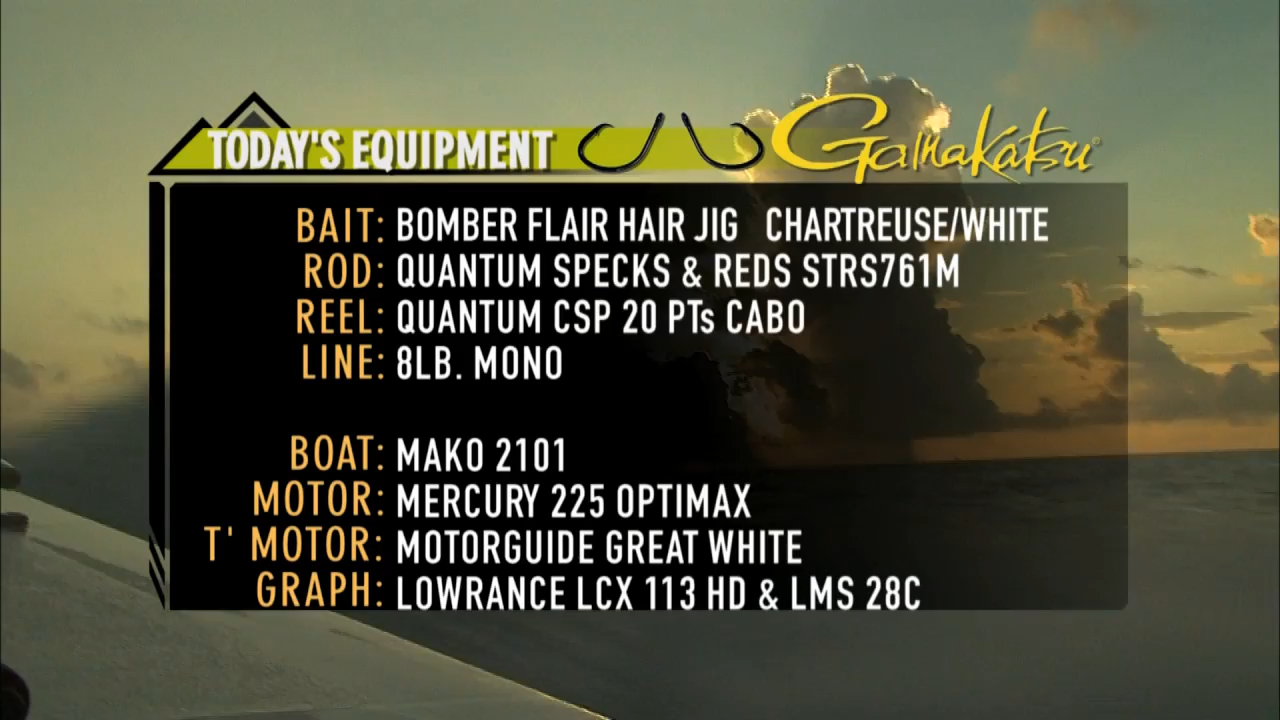 TODAY'S EQUIPMENT Gamakatsu®
BAIT: BOMBER FLAIR HAIR JIG CHARTREUSE/WHITE
ROD: QUANTUM SPECKS & REDS STRS761M
REEL: QUANTUM CSP 20 PTs CABO
LINE: 8LB. MONO
BOAT: MAKO 2101
MOTOR: MERCURY 225 OPTIMAX
T' MOTOR: MOTORGUIDE GREAT WHITE
GRAPH: LOWRANCE LCX 113 HD & LMS 28C